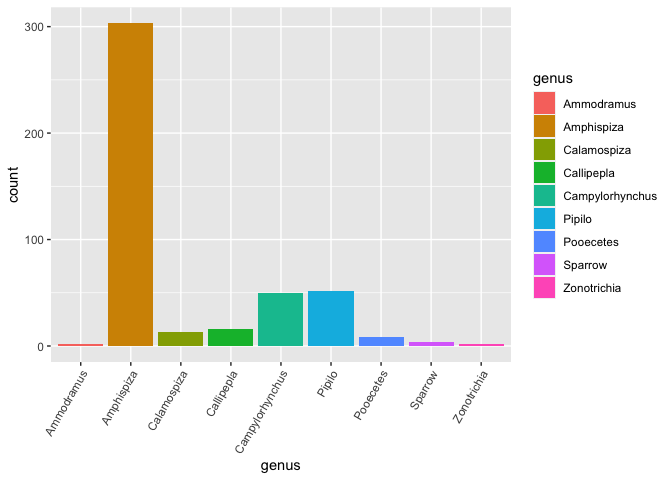 300
200
100
0
count
Ammodramus
Amphispiza
Calamospiza
Callipepla
Campylorhynchus
Pipilo
Pooecetes
Sparrow
Zonotrichia
genus
genus
Ammodramus
Amphispiza
Calamospiza
Callipepla
Campylorhynchus
Pipilo
Pooecetes
Sparrow
Zonotrichia